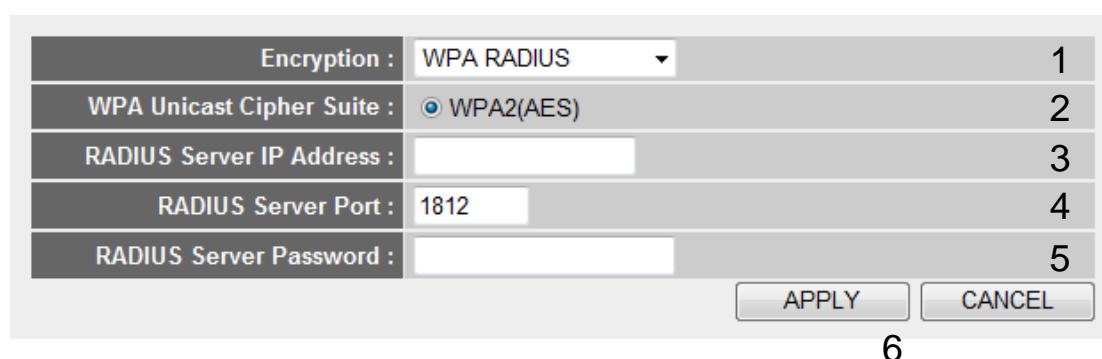 Encryption : WPA RADIUS 1
WPA Unicast Cipher Suite : WPA2(AES) 2
RADIUS Server IP Address : 3
RADIUS Server Port : 1812 4
RADIUS Server Password : 5
APPLY CANCEL
6